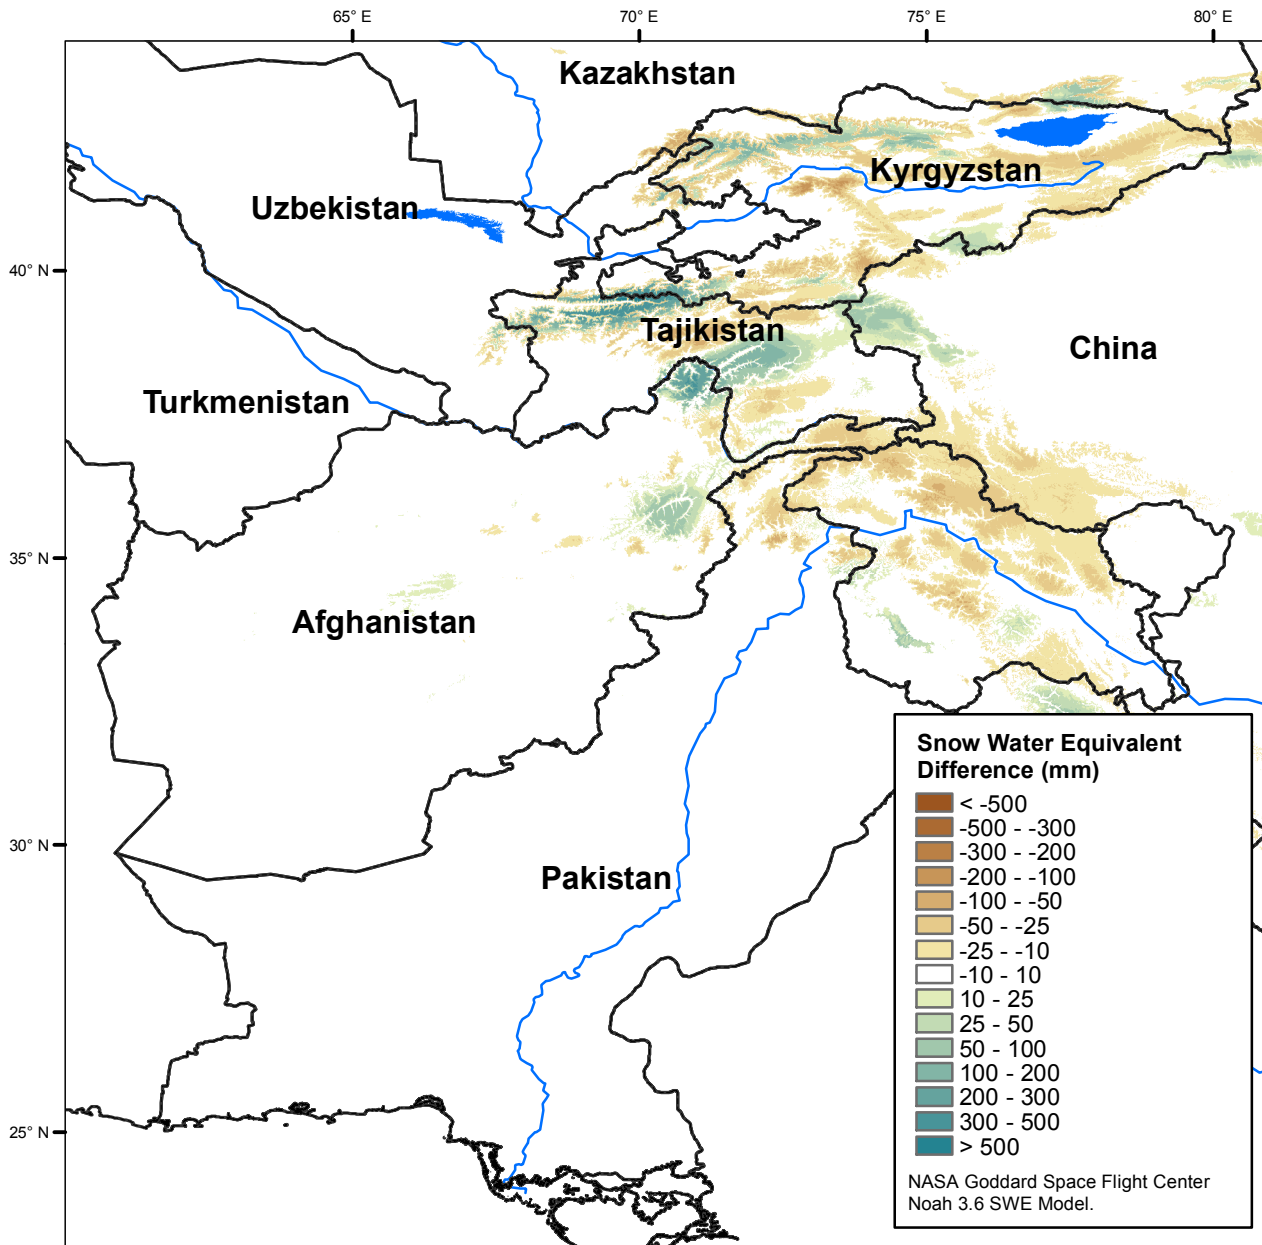 65° E
70° E
75° E
80° E
Kazakhstan
Kyrgyzstan
Uzbekistan
40° N
Tajikistan
China
Turkmenistan
35° N
Afghanistan
30° N
Pakistan
25° N
Snow Water Equivalent
Difference (mm)
< -500
-500 - -300
-300 - -200
-200 - -100
-100 - -50
-50 - -25
-25 - -10
-10 - 10
10 - 25
25 - 50
50 - 100
100 - 200
200 - 300
300 - 500
> 500
NASA Goddard Space Flight Center
Noah 3.6 SWE Model.